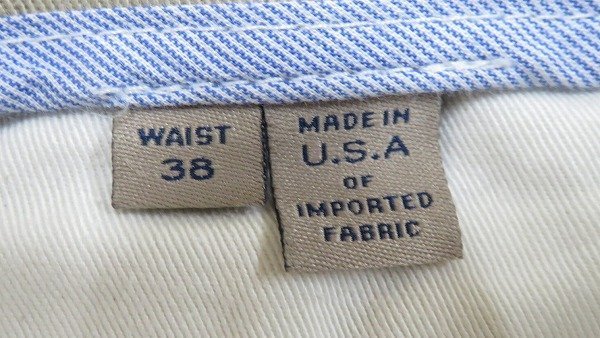 WAIST
38
MADE IN
U.S.A
OF
IMPORTED
FABRIC